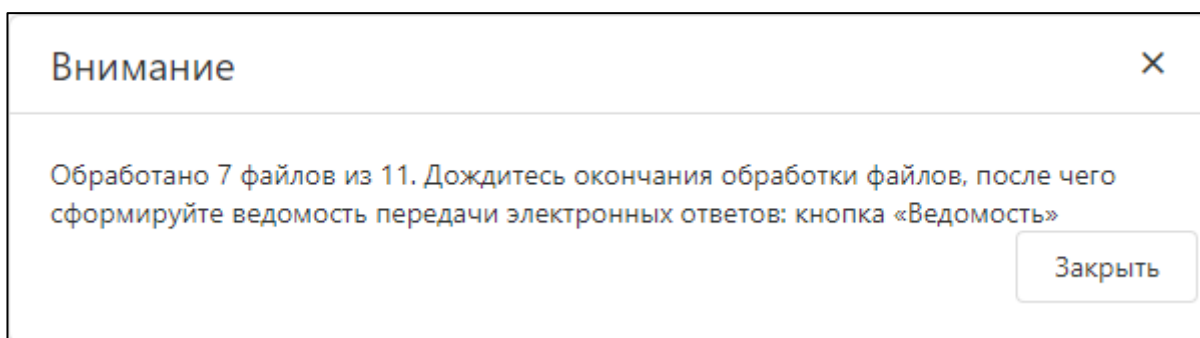 Внимание
Обработано 7 файлов из 11. Дождитесь окончания обработки файлов, после чего
сформируйте ведомость передачи электронных ответов: кнопка «Ведомость»
Закрыть